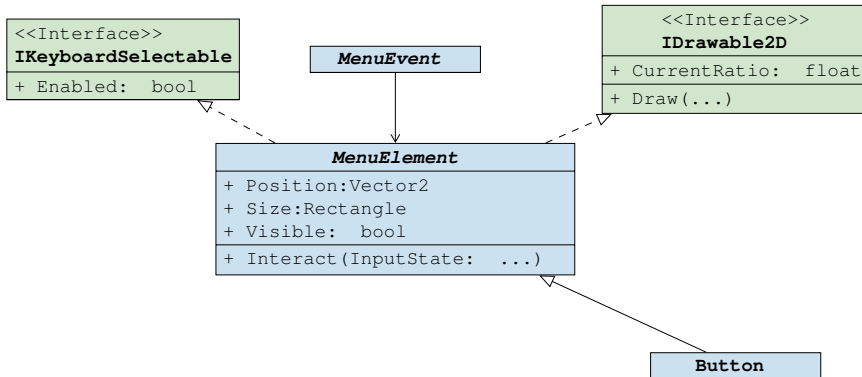 <<Interface>>
IKeyboardSelectable
+ Enabled: bool
MenuEvent
<<Interface>>
IDrawable2D
+ CurrentRatio: float
+ Draw(...)
MenuElement
+ Position:Vector2
+ Size:Rectangle
+ Visible: bool
+ Interact(InputState: ...)
Button